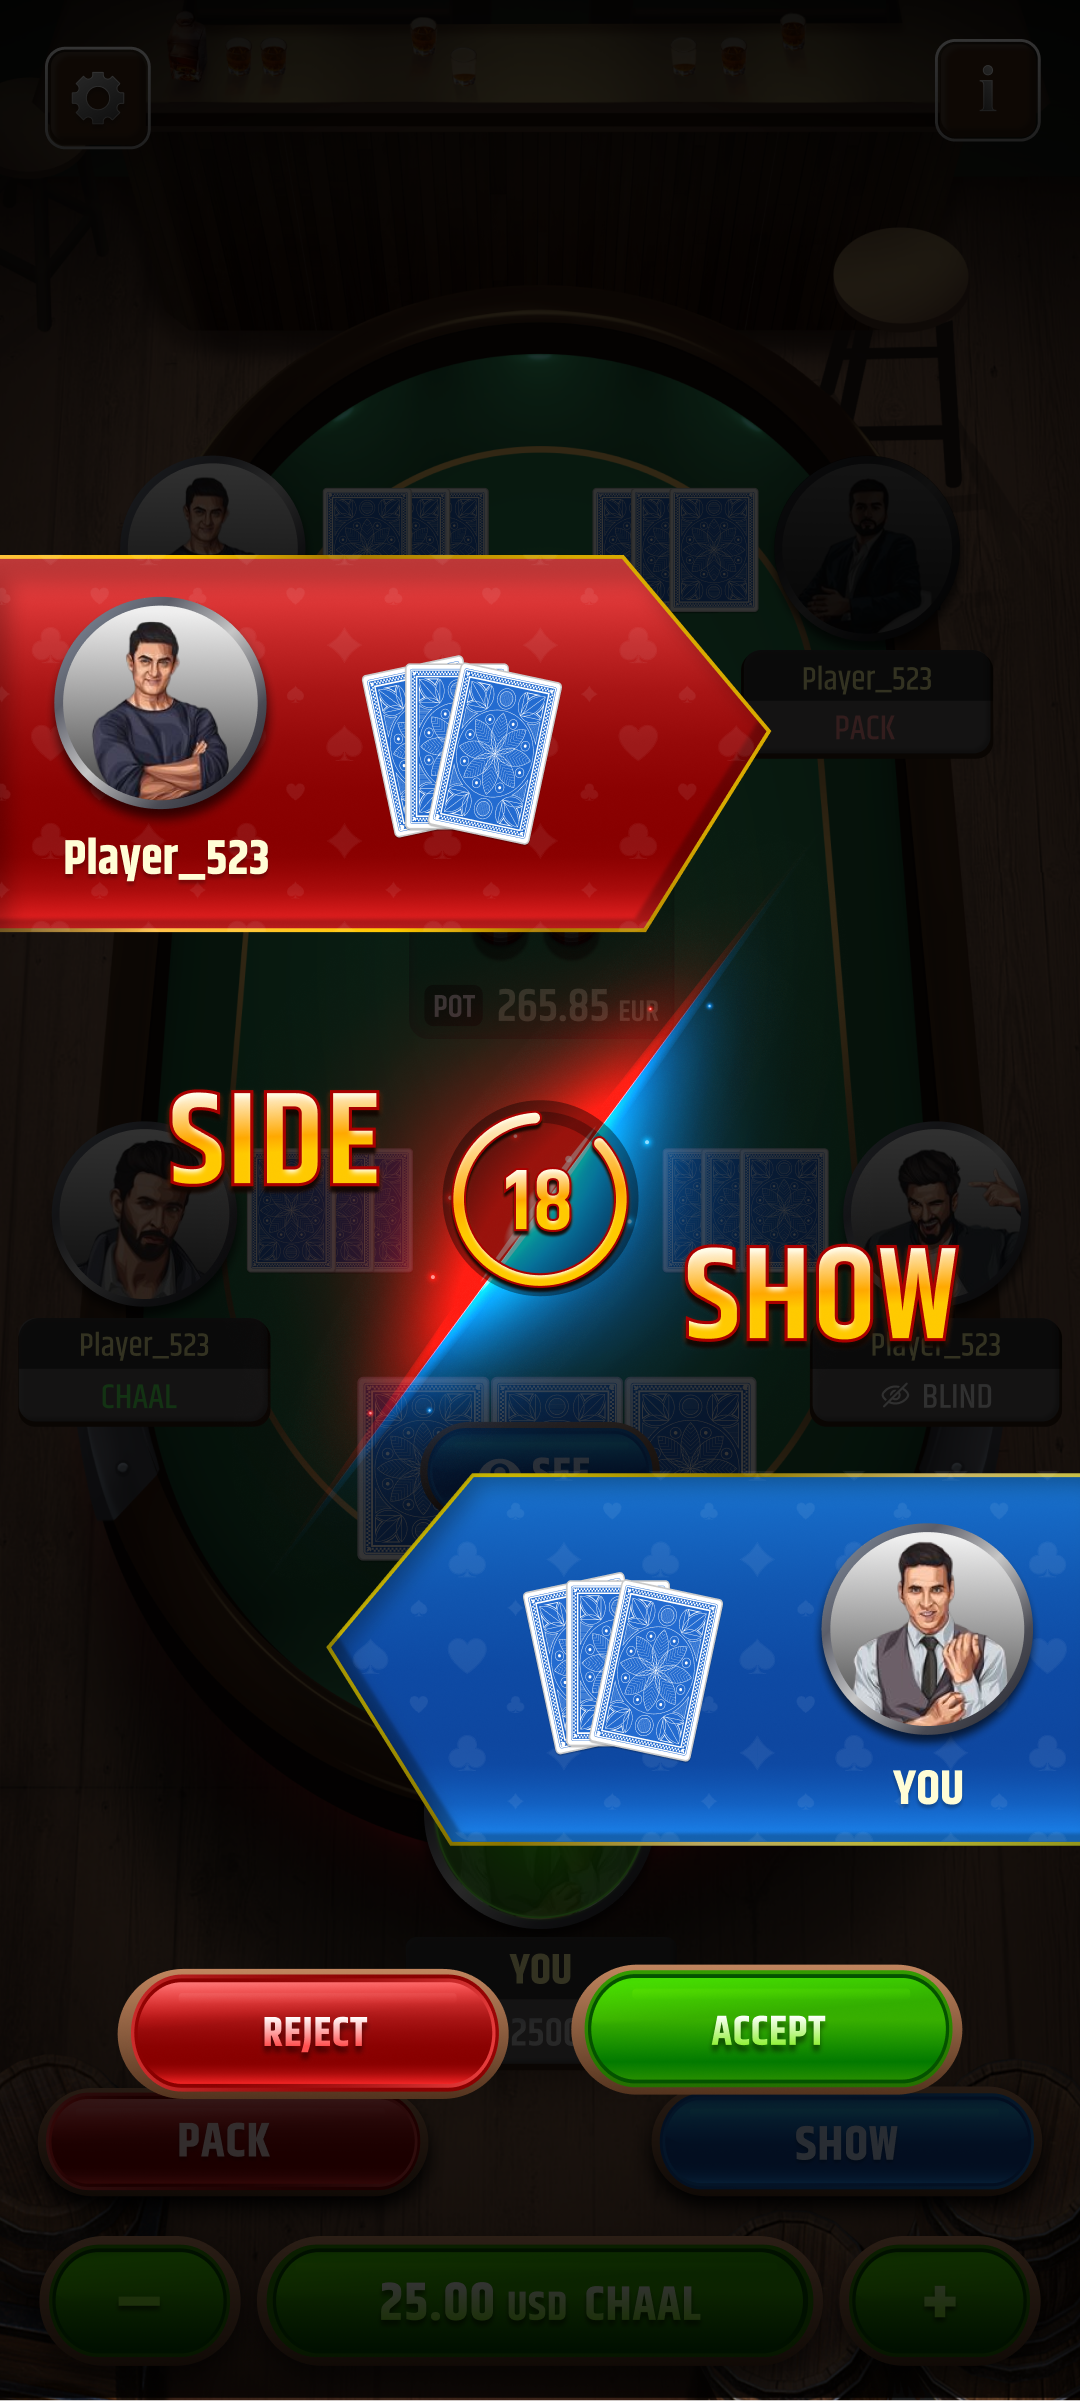 i
Player_523
PACK
Player_523
POT 265.85 EUR
SIDE
18
SHOW
Player_523
CHAAL
Player_523
BLIND
SEE
YOU
YOU
REJECT
ACCEPT
PACK
SHOW
25.00 USD CHAAL